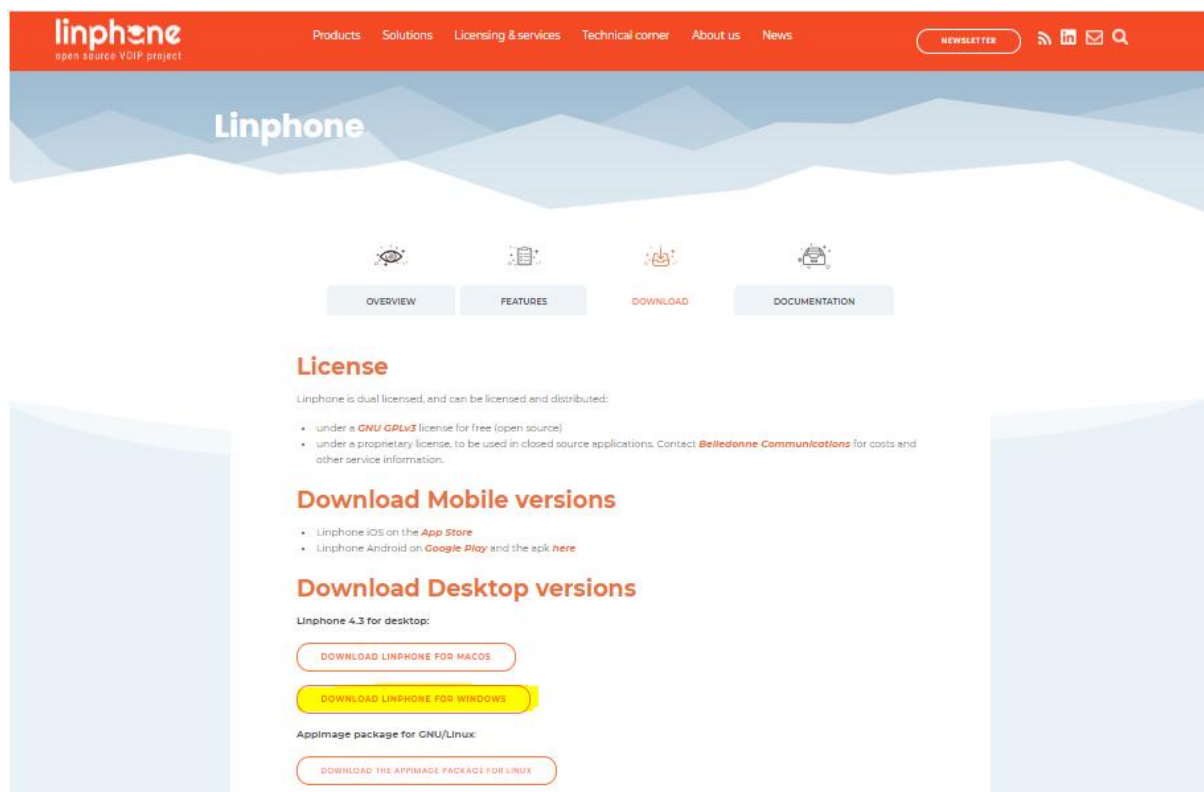 linphone
open source VOIP project
Products Solutions Licensing & services Technical corner About us News NEWSLETTER in
Linphone
OVERVIEW FEATURES DOWNLOAD DOCUMENTATION
License
Linphone is dual licensed, and can be licensed and distributed:
• under a GNU GPLv3 license for free (open source)
• under a proprietary license, to be used in closed source applications. Contact Belledonne Communications for costs and
other service information.
Download Mobile versions
• Linphone iOS on the App Store
• Linphone Android on Google Play and the apk here
Download Desktop versions
Linphone 4.3 for desktop:
DOWNLOAD LINPHONE FOR MACOS
DOWNLOAD LINPHONE FOR WINDOWS
AppImage package for GNU/Linux:
DOWNLOAD THE APPIMAGE PACKAGE FOR LINUX